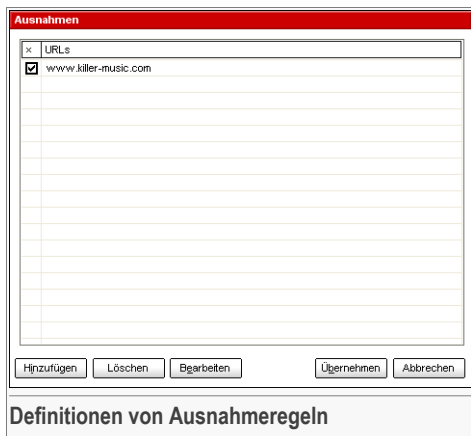 Ausnahmen
× URLs
www.killer-music.com
Hinzufügen Löschen Bearbeiten Übernehmen Abbrechen
Definitionen von Ausnahmeregeln